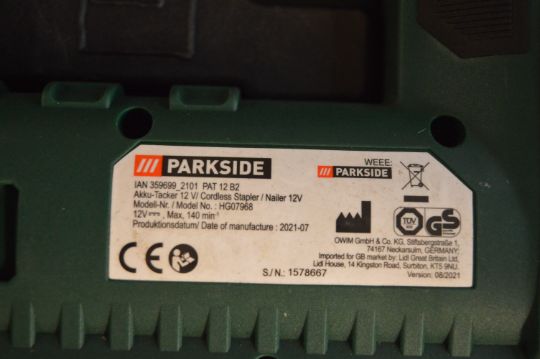 PARKSIDE
IAN 359699_2101 PAT 12 B2
Akku-Tacker 12 V/ Cordless Stapler / Nailer 12V
Model-Nr. / Model No.: HG07968
12V, Max, 140 min⁻¹
Produktionsdatum/ Date of manufacture : 2021-07
CE
S/N.: 1578667
WEEE:
PARKSIDE
TÜV
GS
OWIM GmbH & Co. KG, Stiftsbergstraße 1,
74167 Neckarsulm, GERMANY
Imported for GB market by: Lidl Great Britain Ltd,
Lidl House, 14 Kingston Road, Surbiton, KT5 9NU.
Version: 08/2021